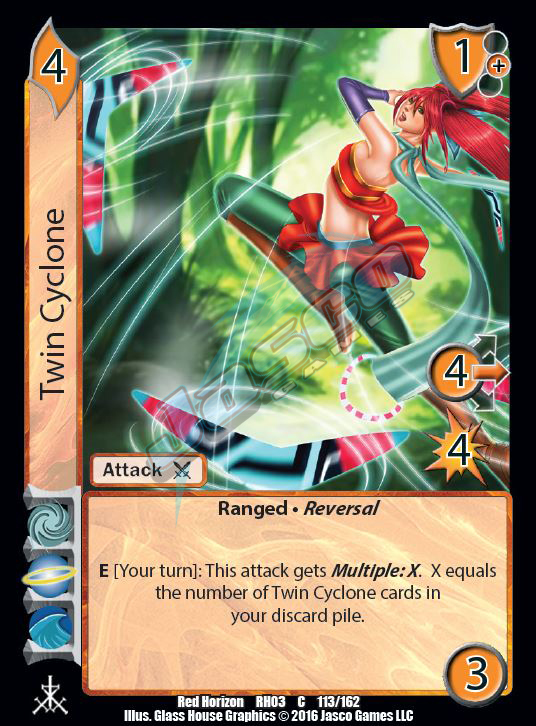 4
1
+
Twin Cyclone
JASCO
GAMES
4
4
Attack
Ranged • Reversal
E [Your turn]: This attack gets Multiple: X. X equals
the number of Twin Cyclone cards in
your discard pile.
3
Red Horizon RH03 C 113/162
Illus. Glass House Graphics © 2016 Jasco Games LLC